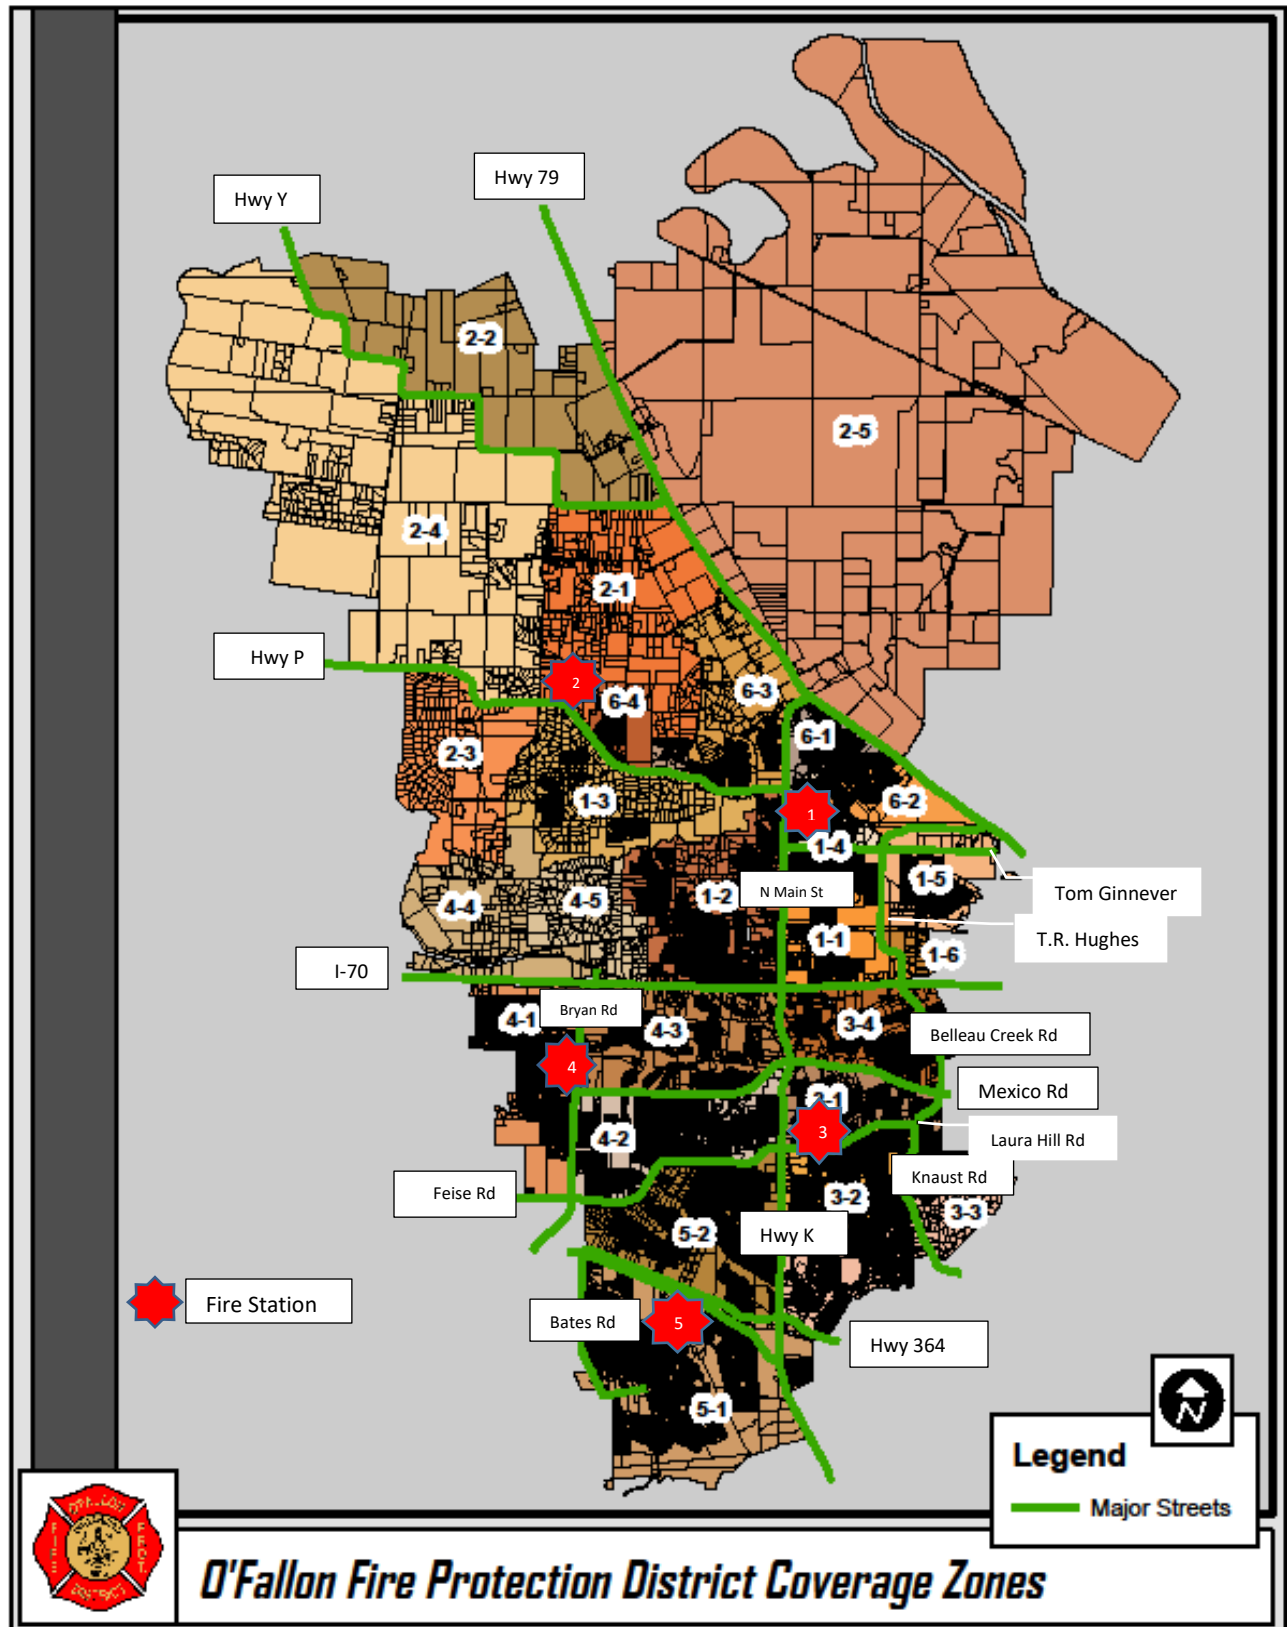 Hwy 79
Hwy Y
2-2
2-5
2-4
2-1
Hwy P
2
6-4
6-3
6-1
2-3
1-3
6-2
1
1-4
1-5
1-2
N Main St
Tom Ginnever
4-4
4-5
1-1
T.R. Hughes
1-6
I-70
4-1
Bryan Rd
4-3
3-4
Belleau Creek Rd
4
Mexico Rd
3
4-2
Laura Hill Rd
Feise Rd
Knaust Rd
3-2
3-3
5-2
Hwy K
Fire Station
Bates Rd
5
Hwy 364
5-1
N
Legend
Major Streets
O'FALLON
FIRE
PROTECT
DISTRICT
O'Fallon Fire Protection District Coverage Zones